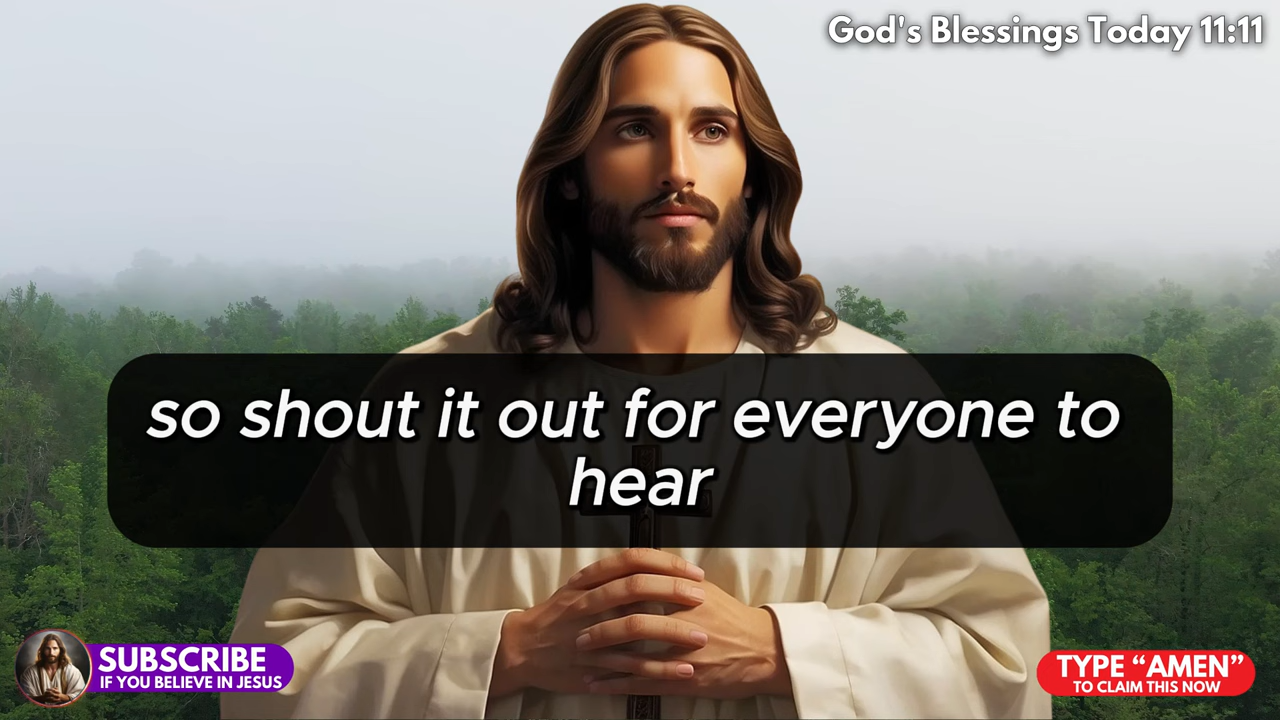 God's Blessings Today 11:11
so shout it out for everyone to
hear
SUBSCRIBE
IF YOU BELIEVE IN JESUS
TYPE “AMEN”
TO CLAIM THIS NOW